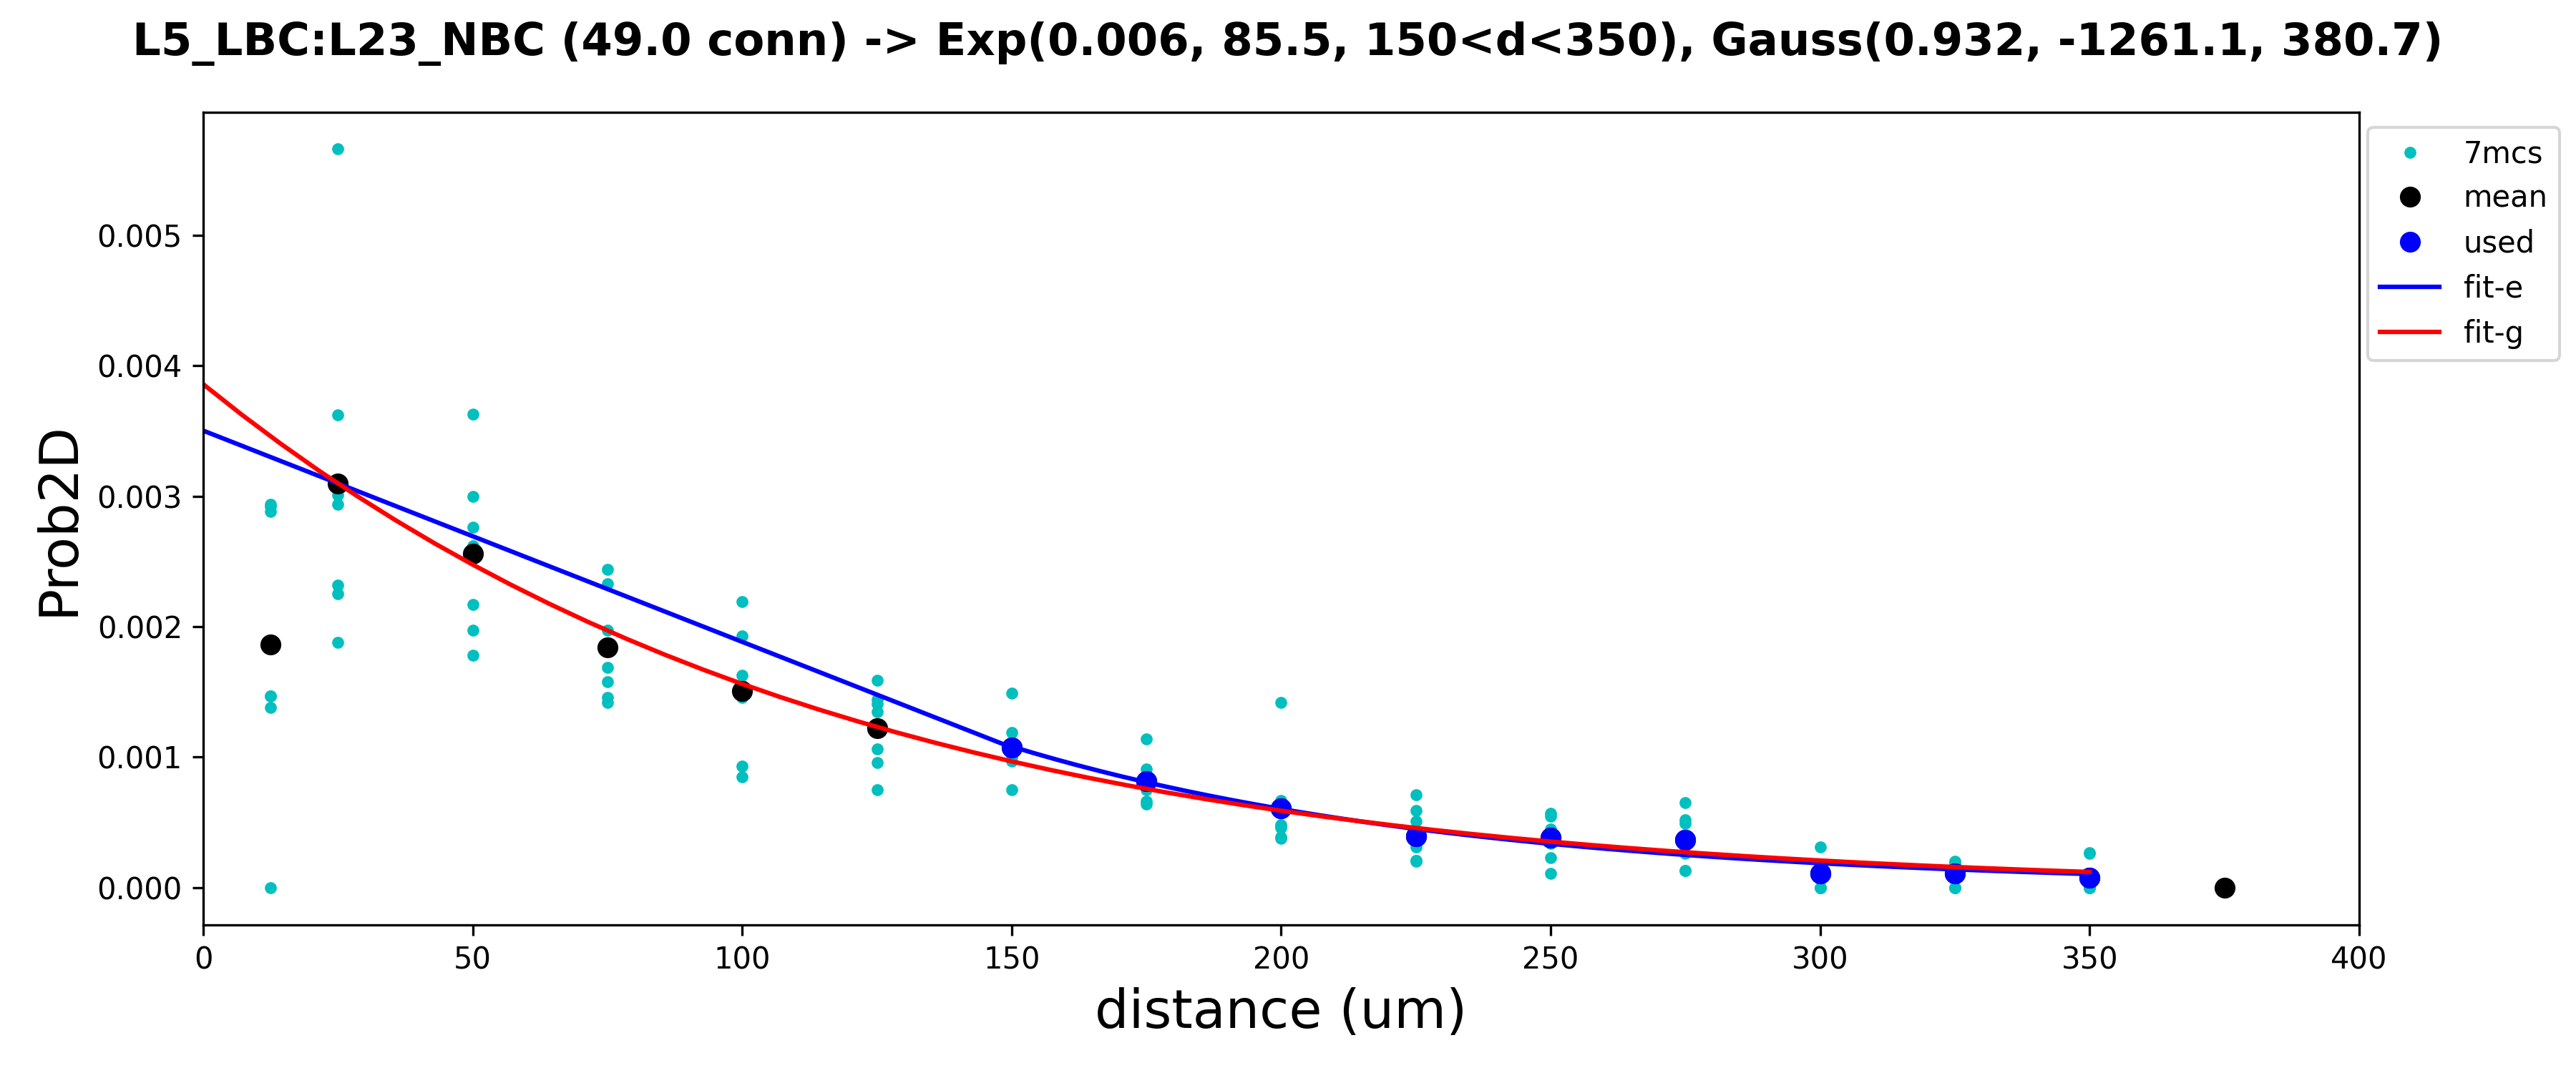 L5_LBC:L23_NBC (49.0 conn) -> Exp(0.006, 85.5, 150<d<350), Gauss(0.932, -1261.1, 380.7)
7mcs
mean
used
fit-e
fit-g
Prob2D
0.005
0.004
0.003
0.002
0.001
0.000
0 50 100 150 200 250 300 350 400
distance (um)